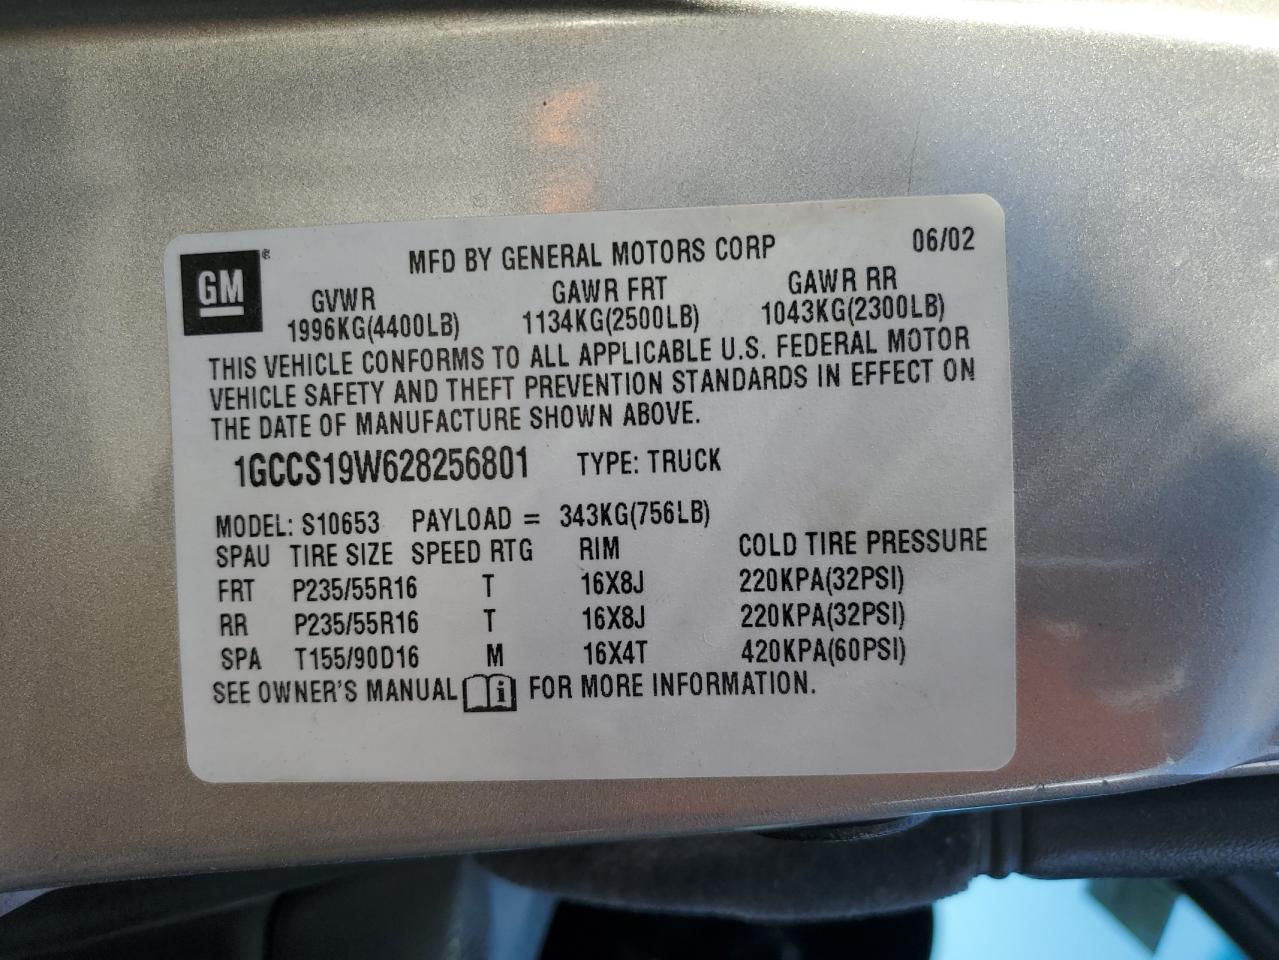 GM ® MFD BY GENERAL MOTORS CORP 06/02
GVWR GAWR FRT GAWR RR
1996KG(4400LB) 1134KG(2500LB) 1043KG(2300LB)
THIS VEHICLE CONFORMS TO ALL APPLICABLE U.S. FEDERAL MOTOR
VEHICLE SAFETY AND THEFT PREVENTION STANDARDS IN EFFECT ON
THE DATE OF MANUFACTURE SHOWN ABOVE.
1GCCS19W628256801 TYPE: TRUCK
MODEL: S10653 PAYLOAD = 343KG(756LB)
SPAU TIRE SIZE SPEED RTG RIM COLD TIRE PRESSURE
FRT P235/55R16 T 16X8J 220KPA(32PSI)
RR P235/55R16 T 16X8J 220KPA(32PSI)
SPA T155/90D16 M 16X4T 420KPA(60PSI)
SEE OWNER'S MANUAL i FOR MORE INFORMATION.